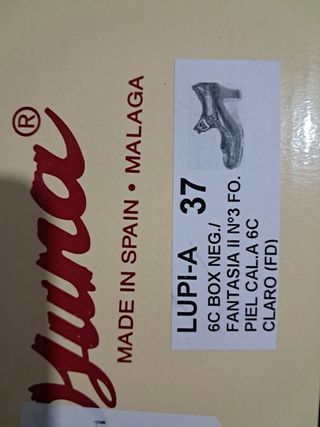 ®
MADE IN SPAIN • MALAGA
LUPI-A 37
6C BOX NEG./
FANTASIA II Nº3 FO.
PIEL CAL.A 6C
CLARO (FD)